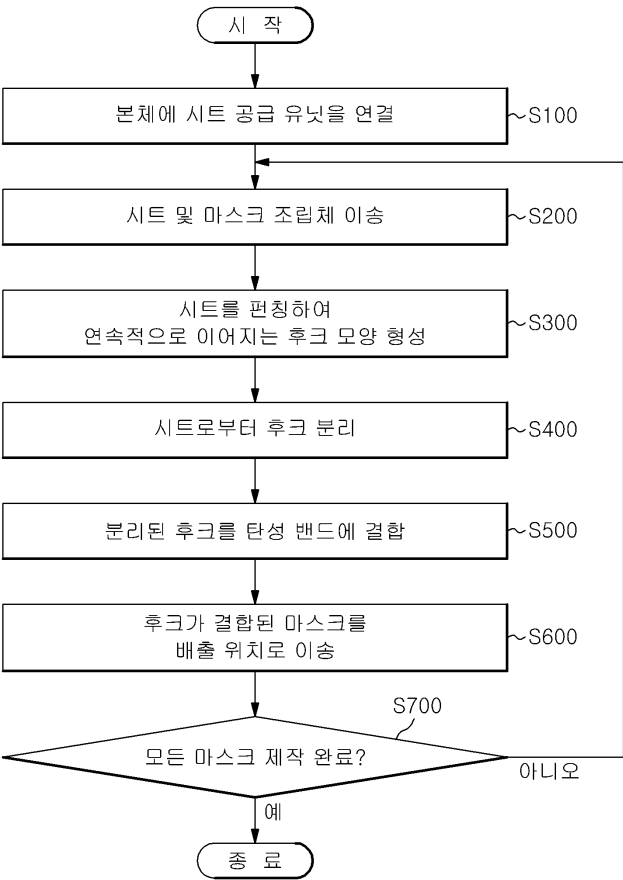 시 작
본체에 시트 공급 유닛을 연결
S100
시트 및 마스크 조립체 이송
S200
시트를 펀칭하여
연속적으로 이어지는 후크 모양 형성
S300
시트로부터 후크 분리
S400
분리된 후크를 탄성 밴드에 결합
S500
후크가 결합된 마스크를
배출 위치로 이송
S600
S700
모든 마스크 제작 완료?
아니오
예
종 료